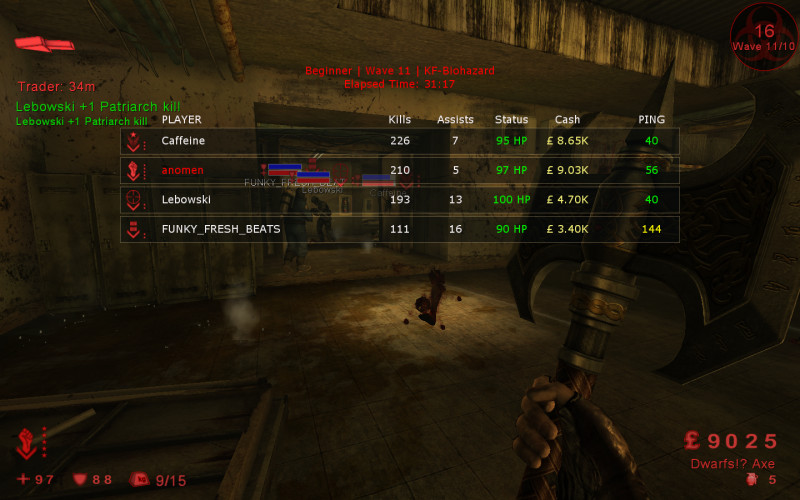 16
Wave 11/10
Beginner | Wave 11 | KF-Biohazard
Elapsed Time: 31:17
Trader: 34m
Lebowski +1 Patriarch kill
Lebowski +1 Patriarch kill
PLAYER Kills Assists Status Cash PING
Caffeine 226 7 95 HP £ 8.65K 40
anomen 210 5 97 HP £ 9.03K 56
FUNKY_FRESH_BEAT
Lebowski
Lebowski 193 13 100 HP £ 4.70K 40
FUNKY_FRESH_BEATS 111 16 90 HP £ 3.40K 144
£ 9025
Dwarfs!? Axe
97 88 9/15 5